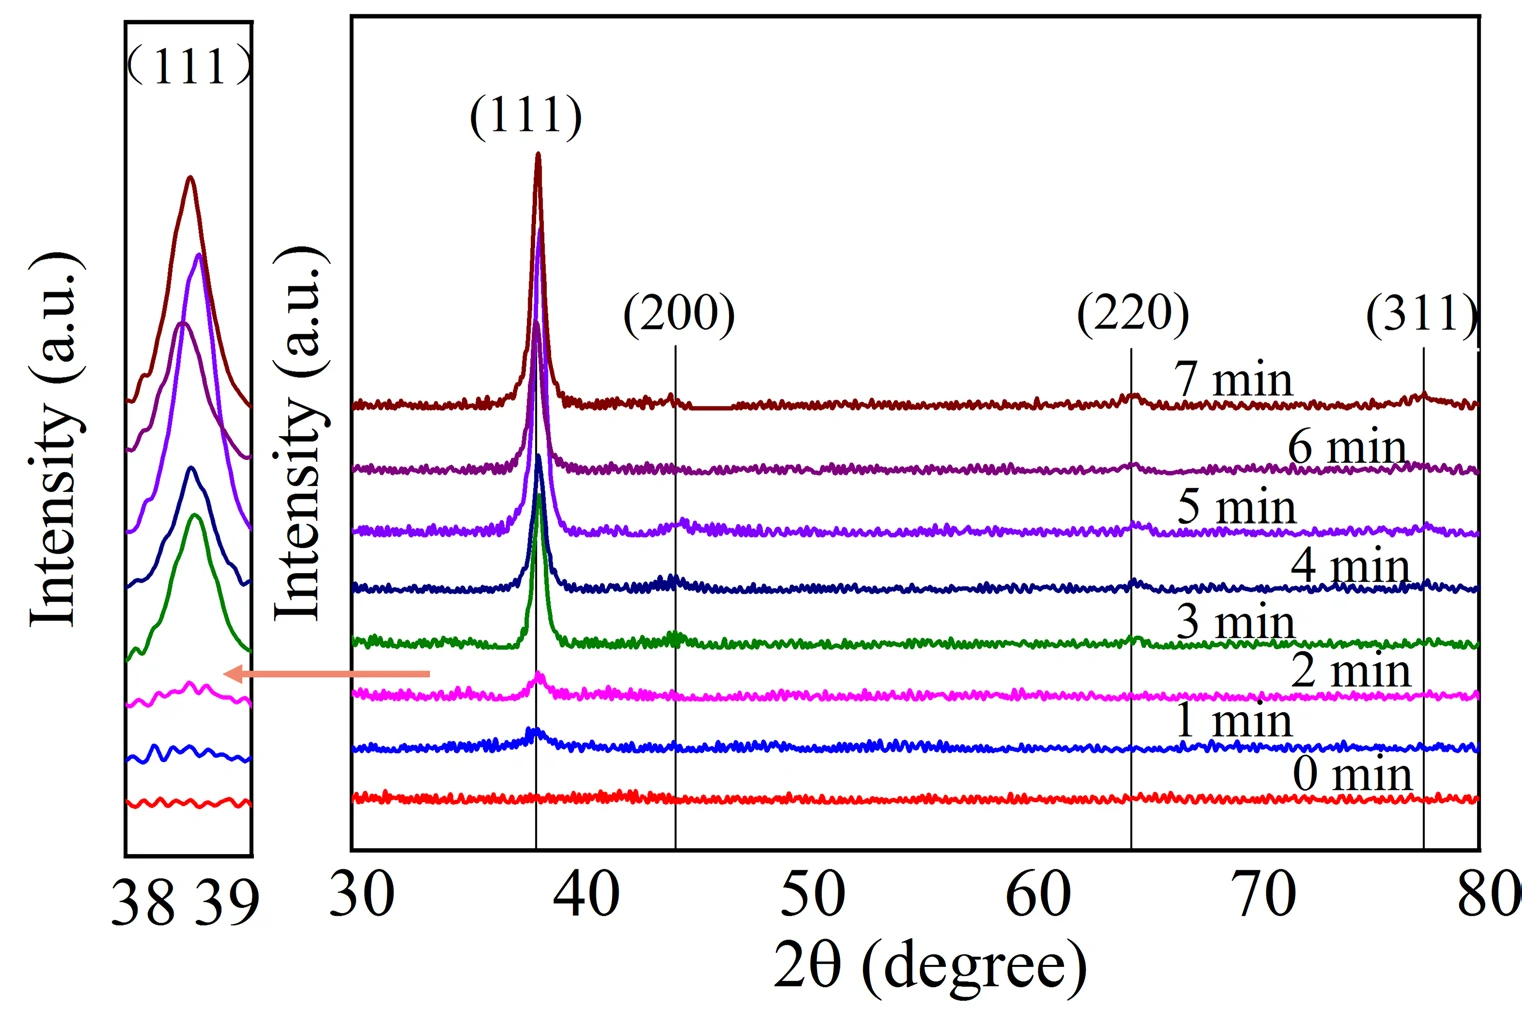 (111)
Intensity (a.u.)
38 39
Intensity (a.u.)
(111)
(200)
(220)
(311)
7 min
6 min
5 min
4 min
3 min
2 min
1 min
0 min
30 40 50 60 70 80
2θ (degree)